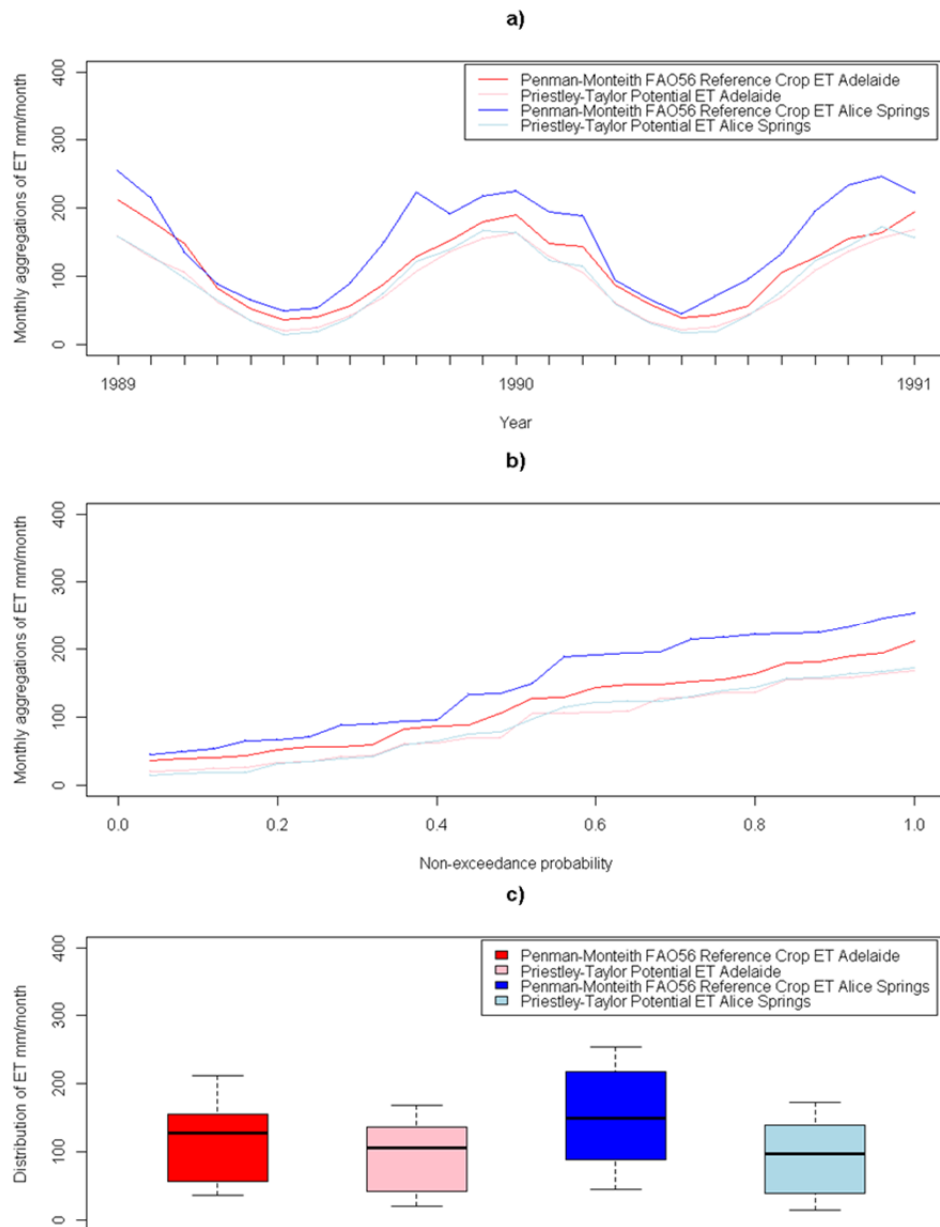 a)
Monthly aggregations of ET mm/month
400
300
200
100
0
Penman-Monteith FAO56 Reference Crop ET Adelaide
Priestley-Taylor Potential ET Adelaide
Penman-Monteith FAO56 Reference Crop ET Alice Springs
Priestley-Taylor Potential ET Alice Springs
1989
1990
1991
Year
b)
Monthly aggregations of ET mm/month
400
300
200
100
0
0.0
0.2
0.4
0.6
0.8
1.0
Non-exceedance probability
c)
Distribution of ET mm/month
400
300
200
100
0
Penman-Monteith FAO56 Reference Crop ET Adelaide
Priestley-Taylor Potential ET Adelaide
Penman-Monteith FAO56 Reference Crop ET Alice Springs
Priestley-Taylor Potential ET Alice Springs